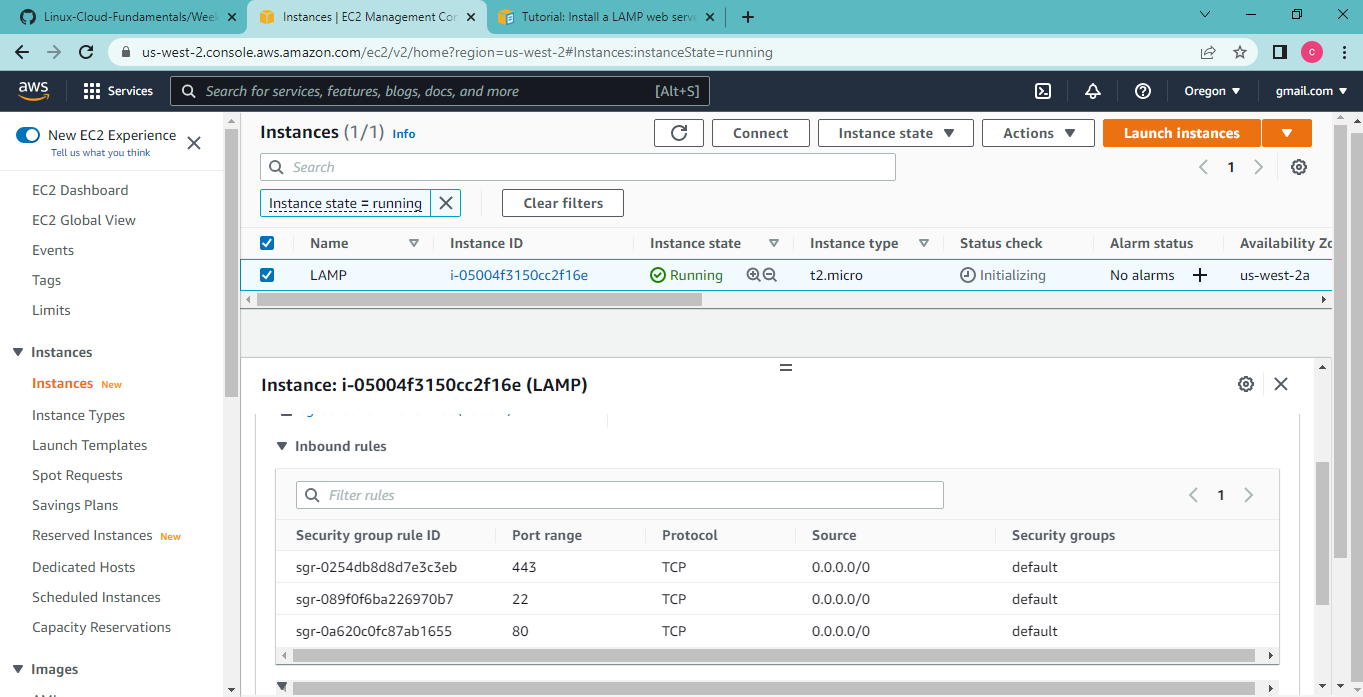 Linux-Cloud-Fundamentals/Week
Instances | EC2 Management Con
Tutorial: Install a LAMP web serve
us-west-2.console.aws.amazon.com/ec2/v2/home?region=us-west-2#Instances:instanceState=running
c
aws
Services
Search for services, features, blogs, docs, and more
[Alt+S]
Oregon
gmail.com
New EC2 Experience
Tell us what you think
EC2 Dashboard
EC2 Global View
Events
Tags
Limits
Instances
Instances New
Instance Types
Launch Templates
Spot Requests
Savings Plans
Reserved Instances New
Dedicated Hosts
Scheduled Instances
Capacity Reservations
Images
Instances (1/1) Info
Connect
Instance state
Actions
Launch instances
Search
1
Instance state = running
Clear filters
Name Instance ID Instance state Instance type Status check Alarm status Availability Zo
LAMP i-05004f3150cc2f16e Running t2.micro Initializing No alarms us-west-2a
Instance: i-05004f3150cc2f16e (LAMP)
Inbound rules
Filter rules
1
Security group rule ID Port range Protocol Source Security groups
sgr-0254db8d8d7e3c3eb 443 TCP 0.0.0.0/0 default
sgr-089f0f6ba226970b7 22 TCP 0.0.0.0/0 default
sgr-0a620c0fc87ab1655 80 TCP 0.0.0.0/0 default